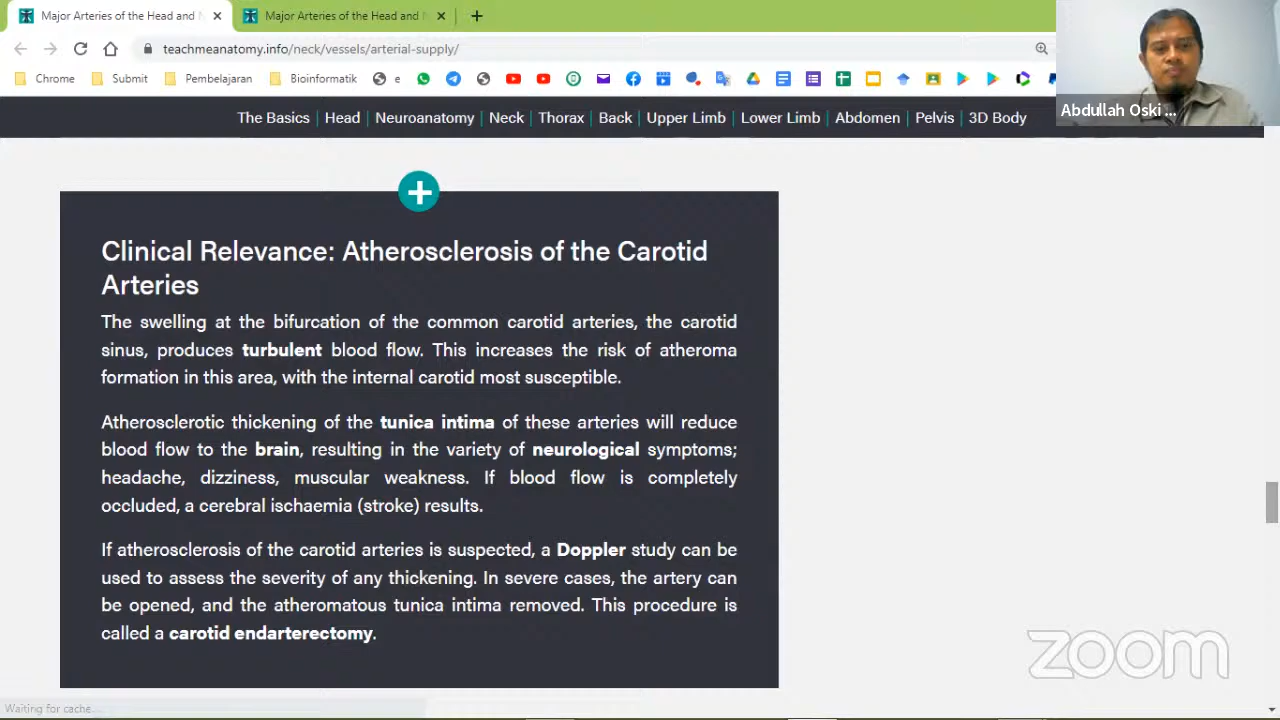 Major Arteries of the Head and
Major Arteries of the Head and
teachmeanatomy.info/neck/vessels/arterial-supply/
Chrome Submit Pembelajaran Bioinformatik e
Abdullah Oski ...
The Basics | Head | Neuroanatomy | Neck | Thorax | Back | Upper Limb | Lower Limb | Abdomen | Pelvis | 3D Body
Clinical Relevance: Atherosclerosis of the Carotid
Arteries
The swelling at the bifurcation of the common carotid arteries, the carotid
sinus, produces turbulent blood flow. This increases the risk of atheroma
formation in this area, with the internal carotid most susceptible.
Atherosclerotic thickening of the tunica intima of these arteries will reduce
blood flow to the brain, resulting in the variety of neurological symptoms;
headache, dizziness, muscular weakness. If blood flow is completely
occluded, a cerebral ischaemia (stroke) results.
If atherosclerosis of the carotid arteries is suspected, a Doppler study can be
used to assess the severity of any thickening. In severe cases, the artery can
be opened, and the atheromatous tunica intima removed. This procedure is
called a carotid endarterectomy.
zoom
Waiting for cache...